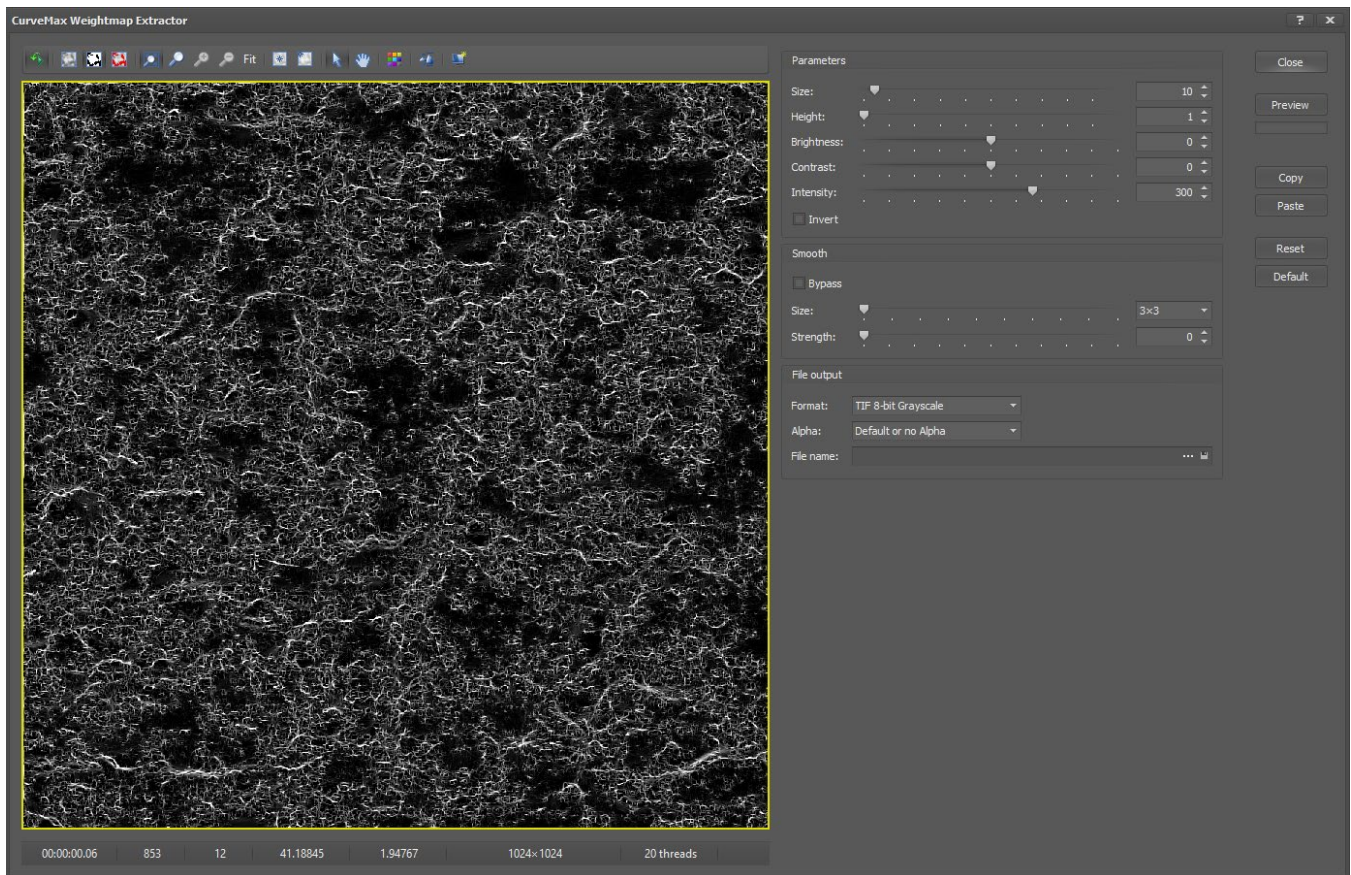 CurveMax Weightmap Extractor
? x
Fit
Parameters
Size: 10
Height: 1
Brightness: 0
Contrast: 0
Intensity: 300
Invert
Smooth
Bypass
Size: 3×3
Strength: 0
File output
Format: TIF 8-bit Grayscale
Alpha: Default or no Alpha
File name: ...
Close
Preview
Copy
Paste
Reset
Default
00:00:00.06 853 12 41.18845 1.94767 1024×1024 20 threads